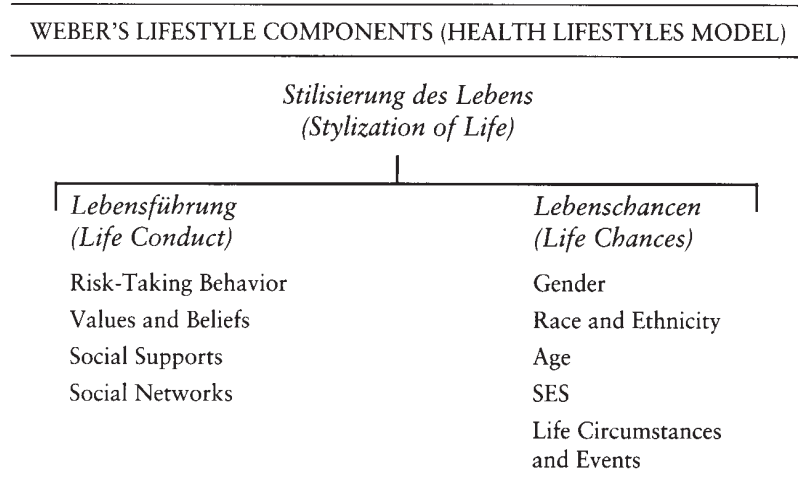 WEBER'S LIFESTYLE COMPONENTS (HEALTH LIFESTYLES MODEL)
Stilisierung des Lebens
(Stylization of Life)
Lebensführung
(Life Conduct)
Risk-Taking Behavior
Values and Beliefs
Social Supports
Social Networks
Lebenschancen
(Life Chances)
Gender
Race and Ethnicity
Age
SES
Life Circumstances
and Events